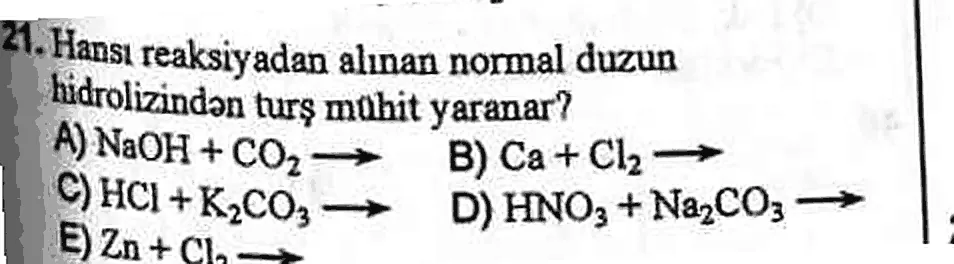 21. Hansı reaksiyadan alınan normal duzun
hidrolizindən turş mühit yaranar?
A) NaOH + CO₂ → B) Ca + Cl₂ →
C) HCl + K₂CO₃ → D) HNO₃ + Na₂CO₃ →
E) Zn + Cl₂ →